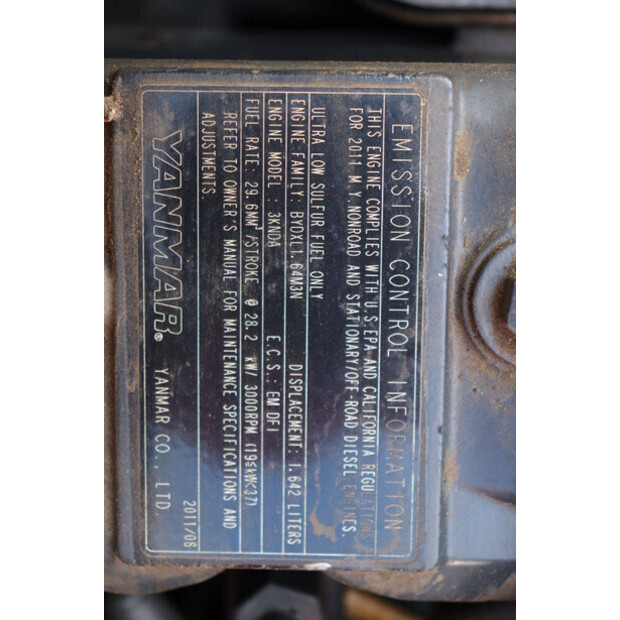 EMISSION CONTROL INFORMATION
THIS ENGINE COMPLIES WITH U.S.EPA AND CALIFORNIA REGULATIONS
FOR 2011 M.Y. NONROAD AND STATIONARY/OFF-ROAD DIESEL ENGINES.
ULTRA LOW SULFUR FUEL ONLY
ENGINE FAMILY: BYDXL1.64M3N DISPLACEMENT: 1.642 LITERS
ENGINE MODEL : 3KNDA E.C.S.: EM DFI
FUEL RATE: 29.6MM³/STROKE @ 28.2 kW/ 3000RPM (19≦kW<37)
REFER TO OWNER'S MANUAL FOR MAINTENANCE SPECIFICATIONS AND
ADJUSTMENTS.
2011/08
YANMAR® YANMAR CO.,LTD.